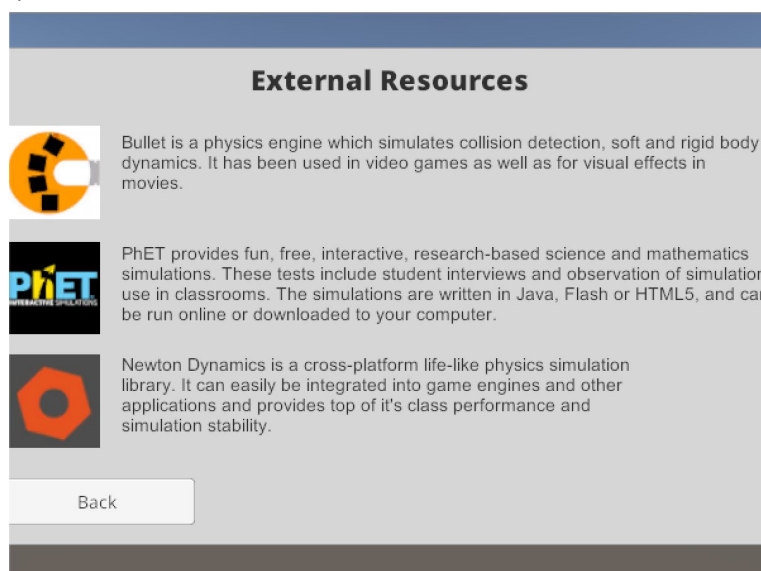 External Resources
Bullet is a physics engine which simulates collision detection, soft and rigid body
dynamics. It has been used in video games as well as for visual effects in
movies.
PhET
INTERACTIVE SIMULATIONS
PhET provides fun, free, interactive, research-based science and mathematics
simulations. These tests include student interviews and observation of simulation
use in classrooms. The simulations are written in Java, Flash or HTML5, and can
be run online or downloaded to your computer.
Newton Dynamics is a cross-platform life-like physics simulation
library. It can easily be integrated into game engines and other
applications and provides top of it's class performance and
simulation stability.
Back